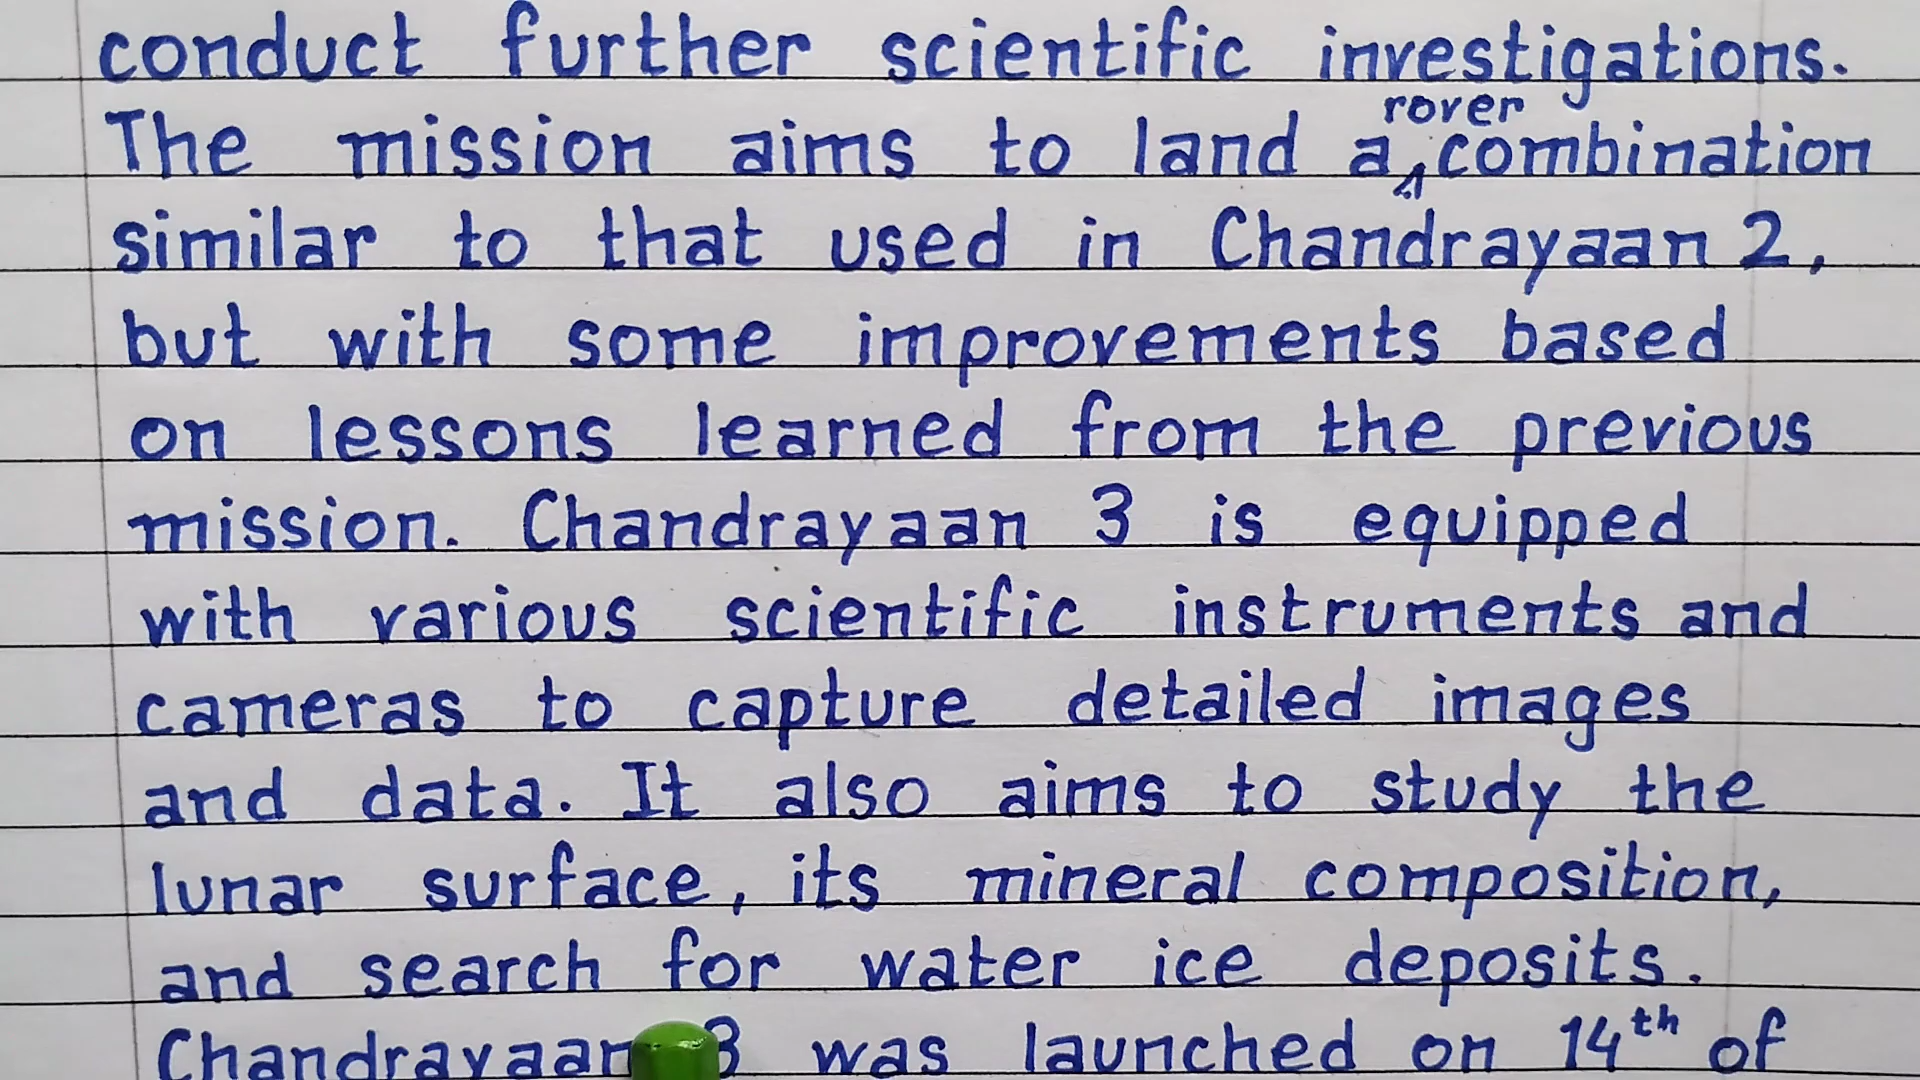 conduct further scientific investigations.
rover
The mission aims to land a combination
similar to that used in Chandrayaan 2,
but with some improvements based
on lessons learned from the previous
mission. Chandrayaan 3 is equipped
with various scientific instruments and
cameras to capture detailed images
and data. It also aims to study the
lunar surface, its mineral composition,
and search for water ice deposits.
Chandrayaan 3 was launched on 14th of